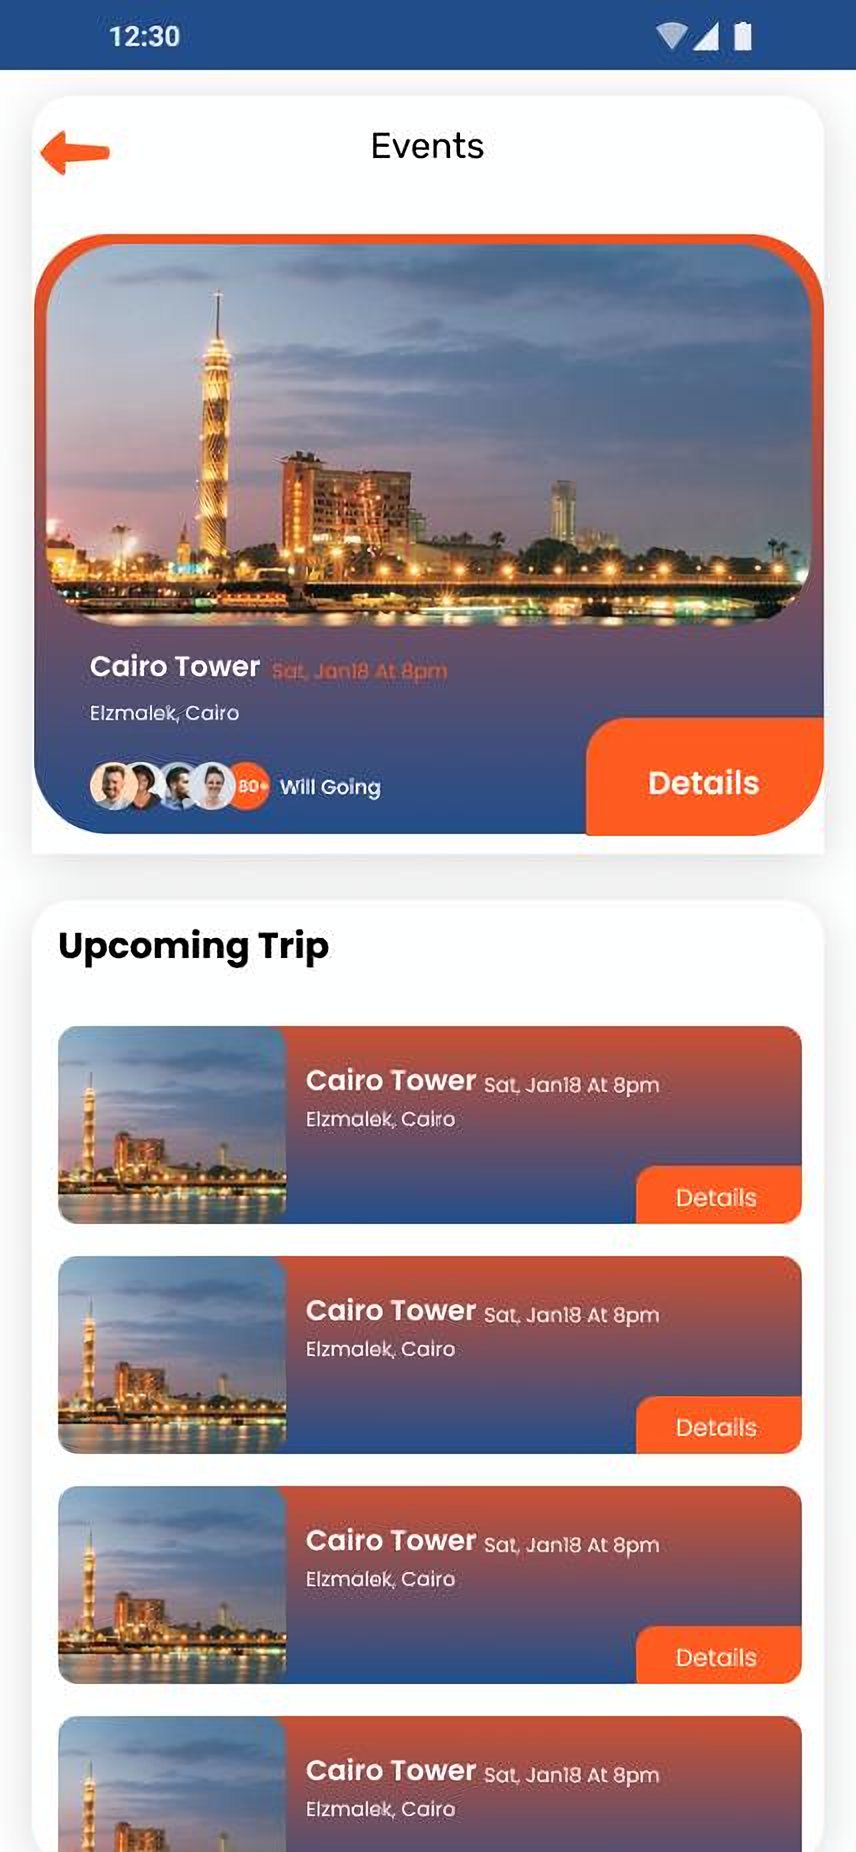 12:30
Events
Cairo Tower Sat, Jan18 At 8pm
Elzmalek, Cairo
80+ Will Going
Details
Upcoming Trip
Cairo Tower Sat, Jan18 At 8pm
Elzmalek, Cairo
Details
Cairo Tower Sat, Jan18 At 8pm
Elzmalek, Cairo
Details
Cairo Tower Sat, Jan18 At 8pm
Elzmalek, Cairo
Details
Cairo Tower Sat, Jan18 At 8pm
Elzmalek, Cairo